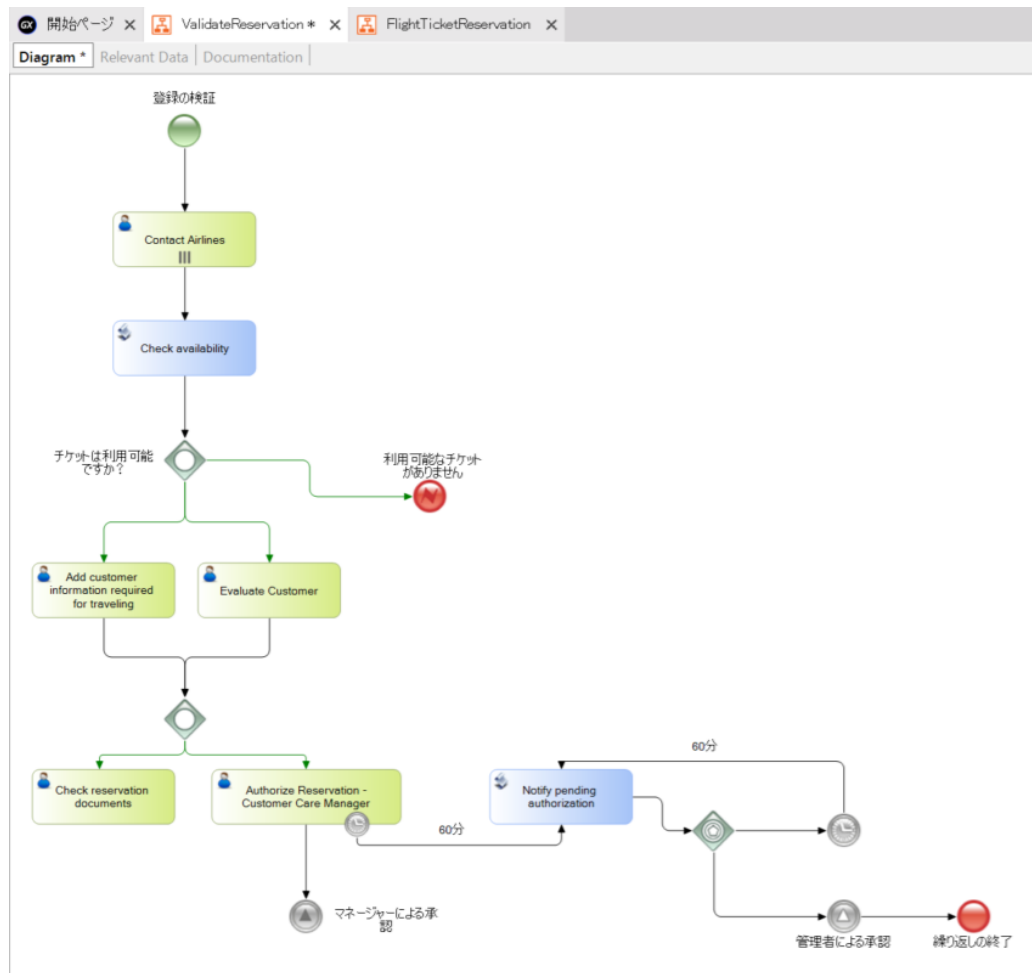 GX 開始ページ × ValidateReservation * × FlightTicketReservation ×
Diagram * Relevant Data Documentation
登録の検証
Contact Airlines
Check availability
チケットは利用可能
ですか？
利用可能なチケット
がありません
Add customer
information required
for traveling
Evaluate Customer
Check reservation
documents
Authorize Reservation -
Customer Care Manager
60分
Notify pending
authorization
60分
マネージャーによる承
認
管理者による承認
繰り返しの終了